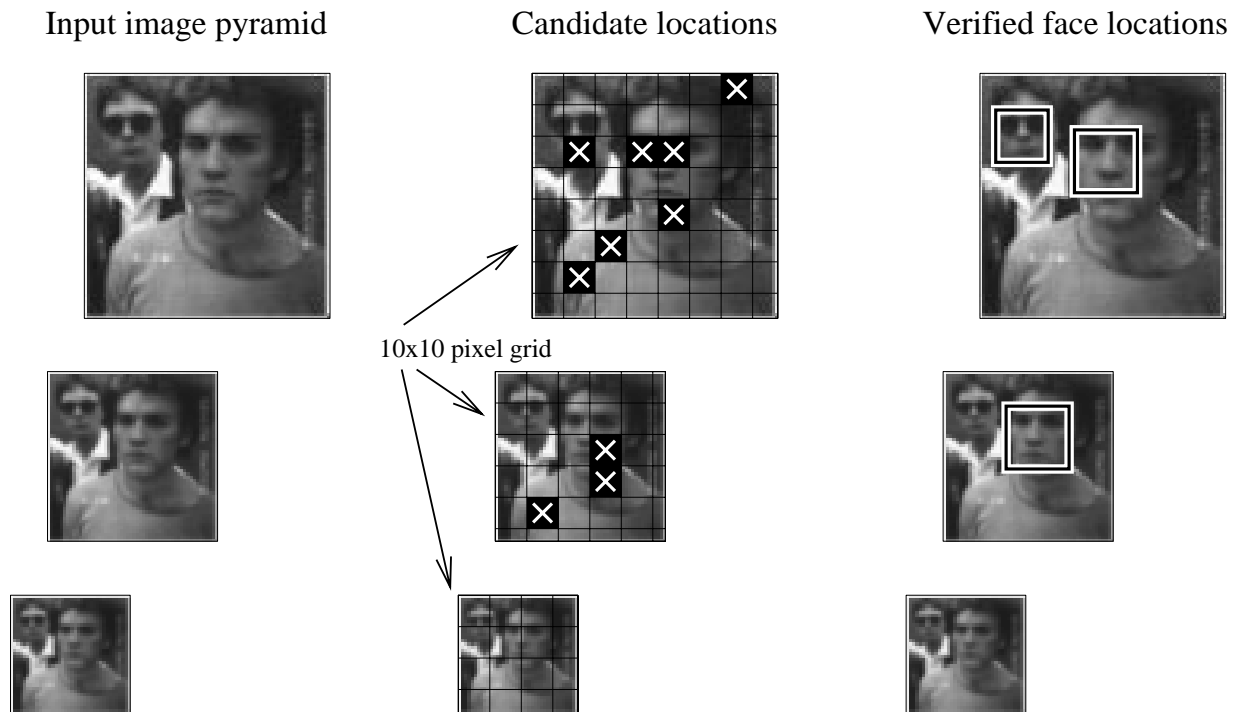 Input image pyramid
Candidate locations
Verified face locations
10x10 pixel grid